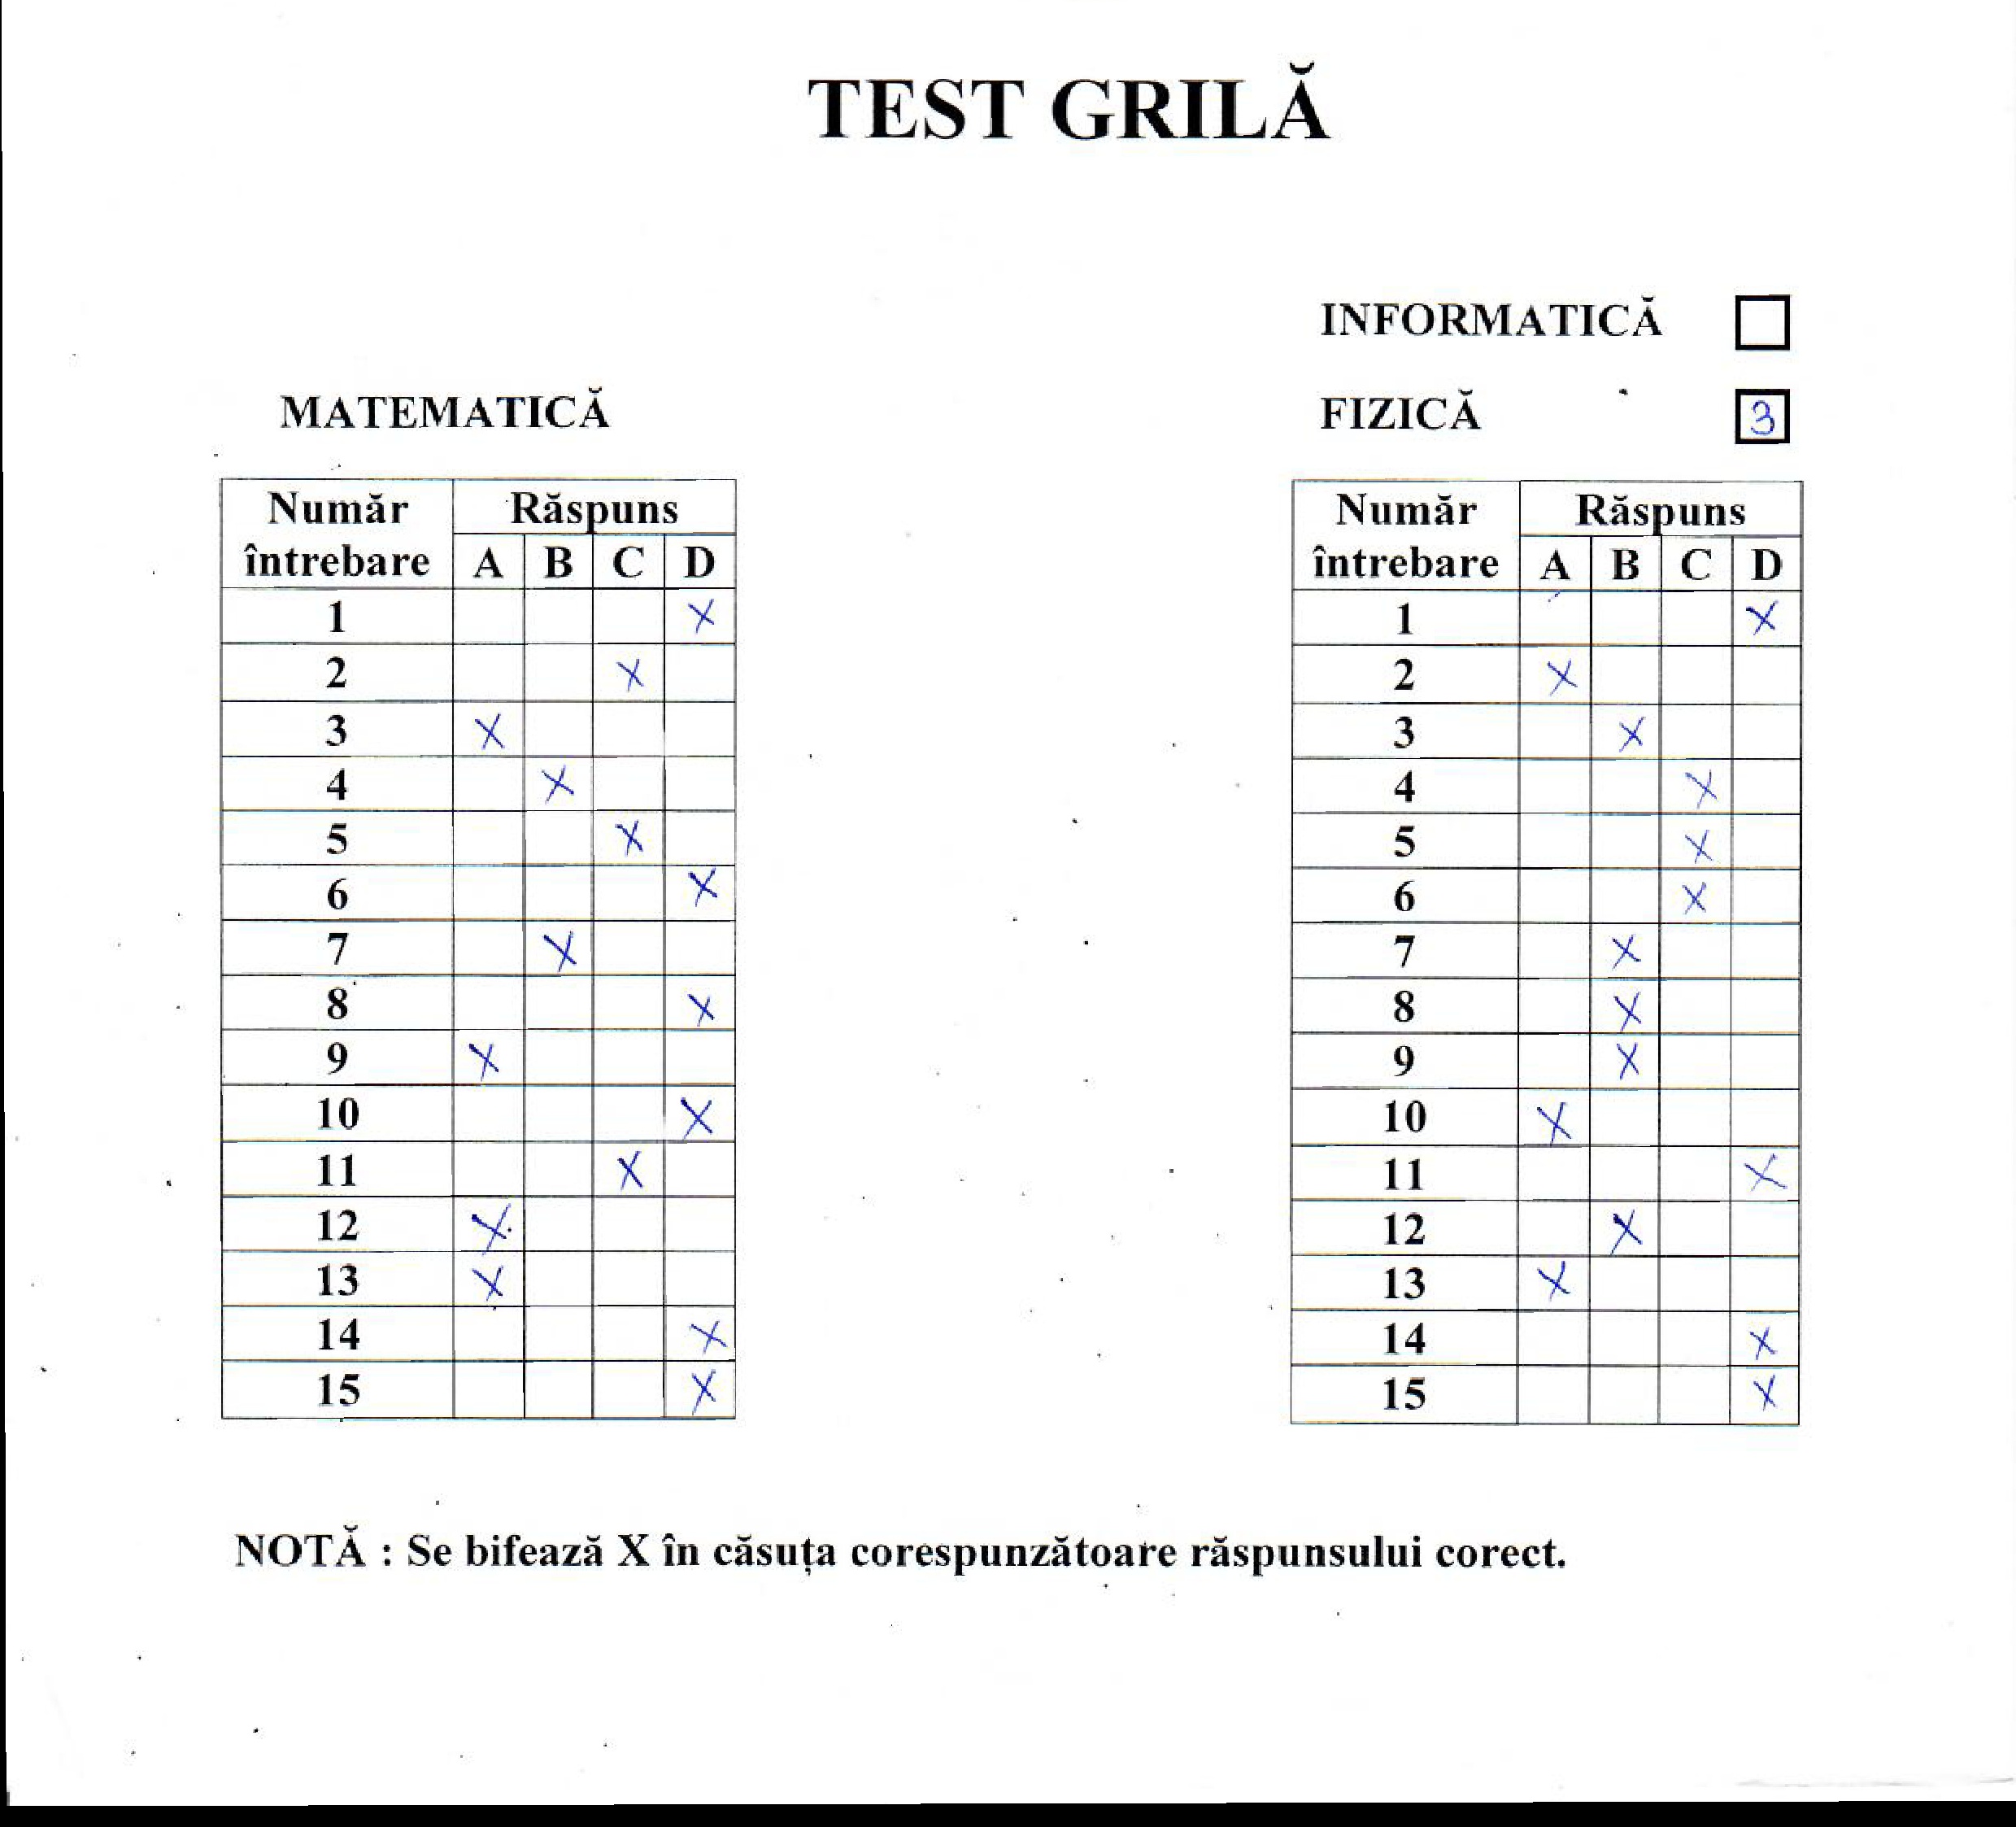 TEST GRILĂ
INFORMATICĂ
MATEMATICĂ
FIZICĂ 3
Număr întrebare Răspuns
A B C D
1 X
2 X
3 X
4 X
5 X
6 X
7 X
8 X
9 X
10 X
11 X
12 X
13 X
14 X
15 X
Număr întrebare Răspuns
A B C D
1 X
2 X
3 X
4 X
5 X
6 X
7 X
8 X
9 X
10 X
11 X
12 X
13 X
14 X
15 X
NOTĂ : Se bifează X în căsuța corespunzătoare răspunsului corect.